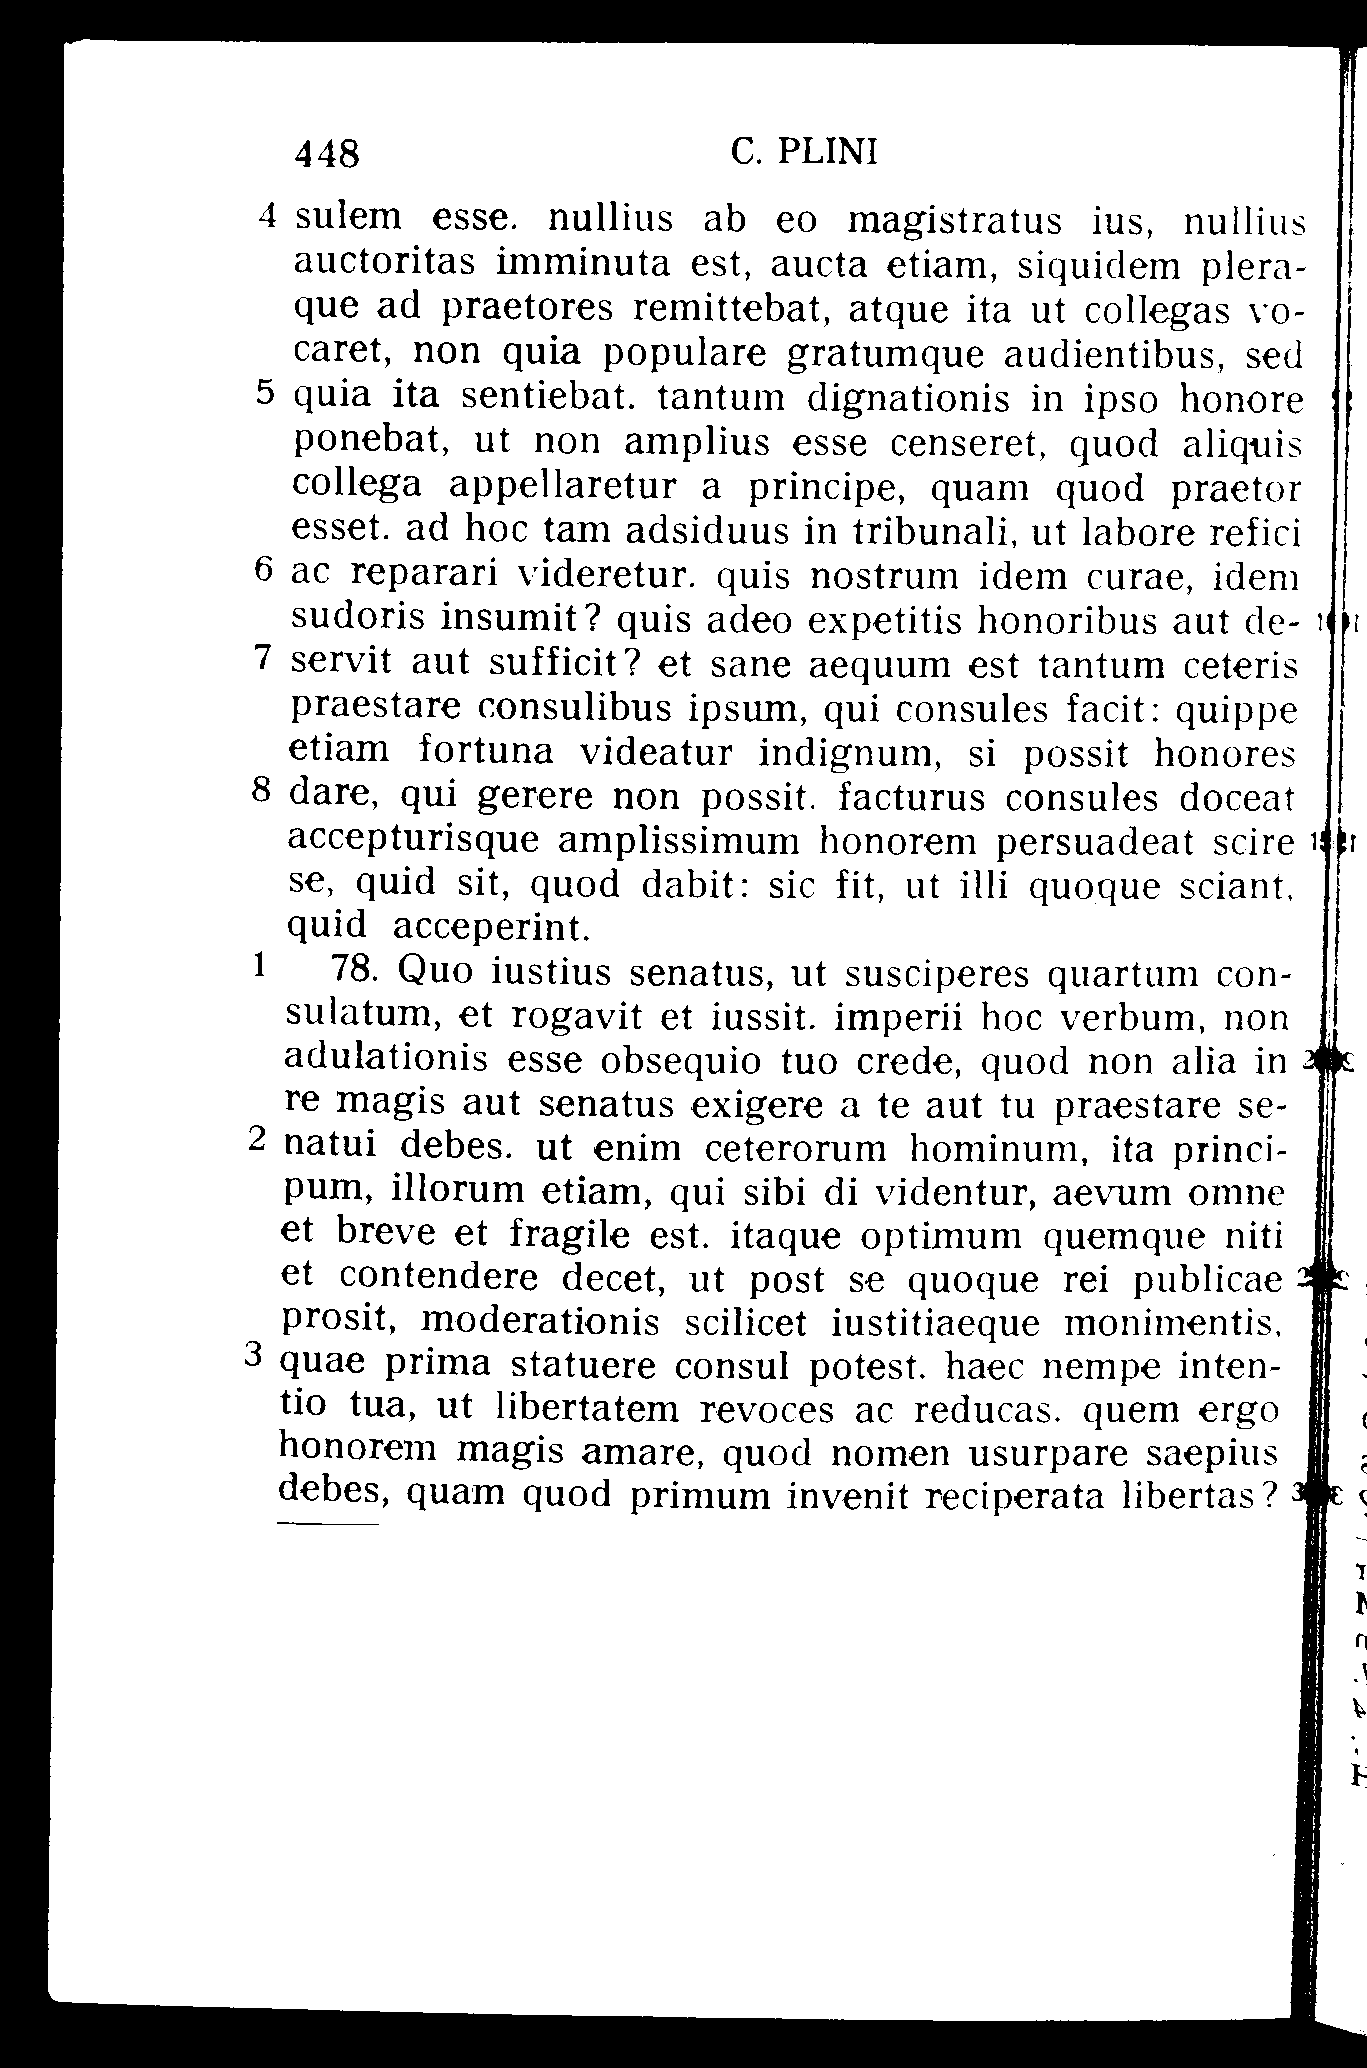 448 C. PLINI
4 sulem esse. nullius ab eo magistratus ius, nullius
auctoritas imminuta est, aucta etiam, siquidem plera-
que ad praetores remittebat, atque ita ut collegas vo-
caret, non quia populare gratumque audientibus, sed
5 quia ita sentiebat. tantum dignationis in ipso honore
ponebat, ut non amplius esse censeret, quod aliquis
collega appellaretur a principe, quam quod praetor
esset. ad hoc tam adsiduus in tribunali, ut labore refici
6 ac reparari videretur. quis nostrum idem curae, idem
sudoris insumit? quis adeo expetitis honoribus aut de-
7 servit aut sufficit? et sane aequum est tantum ceteris
praestare consulibus ipsum, qui consules facit: quippe
etiam fortuna videatur indignum, si possit honores
8 dare, qui gerere non possit. facturus consules doceat
accepturisque amplissimum honorem persuadeat scire
se, quid sit, quod dabit: sic fit, ut illi quoque sciant,
quid acceperint.
1 78. Quo iustius senatus, ut susciperes quartum con-
sulatum, et rogavit et iussit. imperii hoc verbum, non
adulationis esse obsequio tuo crede, quod non alia in
re magis aut senatus exigere a te aut tu praestare se-
2 natui debes. ut enim ceterorum hominum, ita princi-
pum, illorum etiam, qui sibi di videntur, aevum omne
et breve et fragile est. itaque optimum quemque niti
et contendere decet, ut post se quoque rei publicae
prosit, moderationis scilicet iustitiaeque monimentis,
3 quae prima statuere consul potest. haec nempe inten-
tio tua, ut libertatem revoces ac reducas. quem ergo
honorem magis amare, quod nomen usurpare saepius
debes, quam quod primum invenit reciperata libertas?